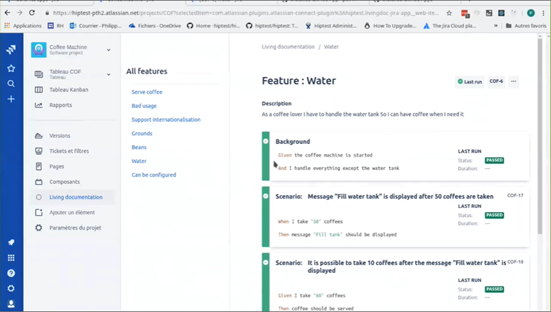 https://hiptest-pith2.atlassian.net/projects/COF?selectedItem=com.atlassian.plugins.atlassian-connect-plugin
Applications
R|H
Courrier - Philipp...
Fichiers - OneDrive
Home · hiptest/hipt...
hiptest/hiptest: T...
Hiptest Administ...
How To Upgrade...
The Jira Cloud pla...
Autres favoris
Coffee Machine
Software project
Tableau COF
Tableau
Tableau Kanban
Rapports
Versions
Tickets et filtres
Pages
Composants
Living documentation
Ajouter un élément
Paramètres du projet
All features
Serve coffee
Bad usage
Support internationalisation
Grounds
Beans
Water
Can be configured
Living documentation / Water
Feature : Water
Last run
COF-6
Description
As a coffee lover I have to handle the water tank So I can have coffee when I need it
Background
Given the coffee machine is started
And I handle everything except the water tank
LAST RUN
Status: PASSED
Duration: —
Scenario: Message "Fill water tank" is displayed after 50 coffees are taken
COF-17
When I take "50" coffees
Then message "Fill tank" should be displayed
LAST RUN
Status: PASSED
Duration: —
Scenario: It is possible to take 10 coffees after the message "Fill water tank" is
displayed
COF-18
Given I take "60" coffees
Then coffee should be served
LAST RUN
Status: PASSED
Duration: —